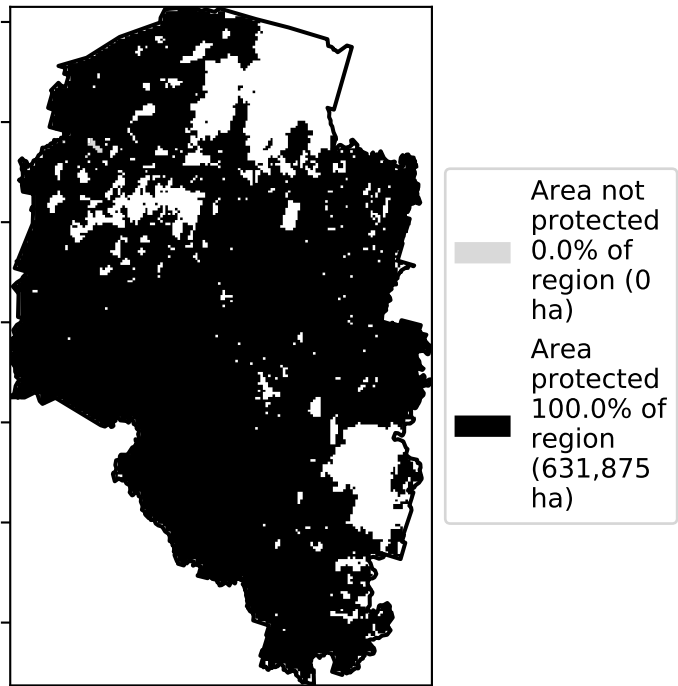 Area not
protected
0.0% of
region (0
ha)
Area
protected
100.0% of
region
(631,875
ha)